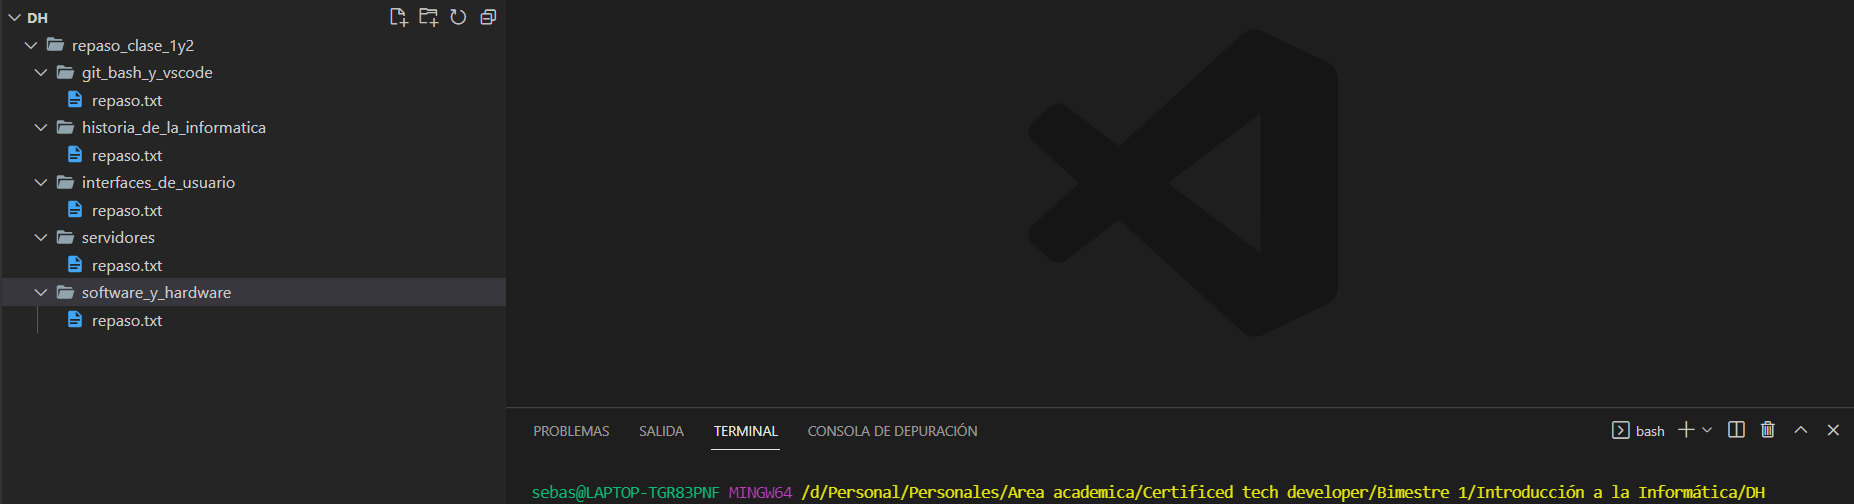 DH
repaso_clase_1y2
git_bash_y_vscode
repaso.txt
historia_de_la_informatica
repaso.txt
interfaces_de_usuario
repaso.txt
servidores
repaso.txt
software_y_hardware
repaso.txt
PROBLEMAS SALIDA TERMINAL CONSOLA DE DEPURACIÓN bash
sebas@LAPTOP-TGR83PNF MINGW64 /d/Personal/Personales/Area academica/Certificed tech developer/Bimestre 1/Introducción a la Informática/DH